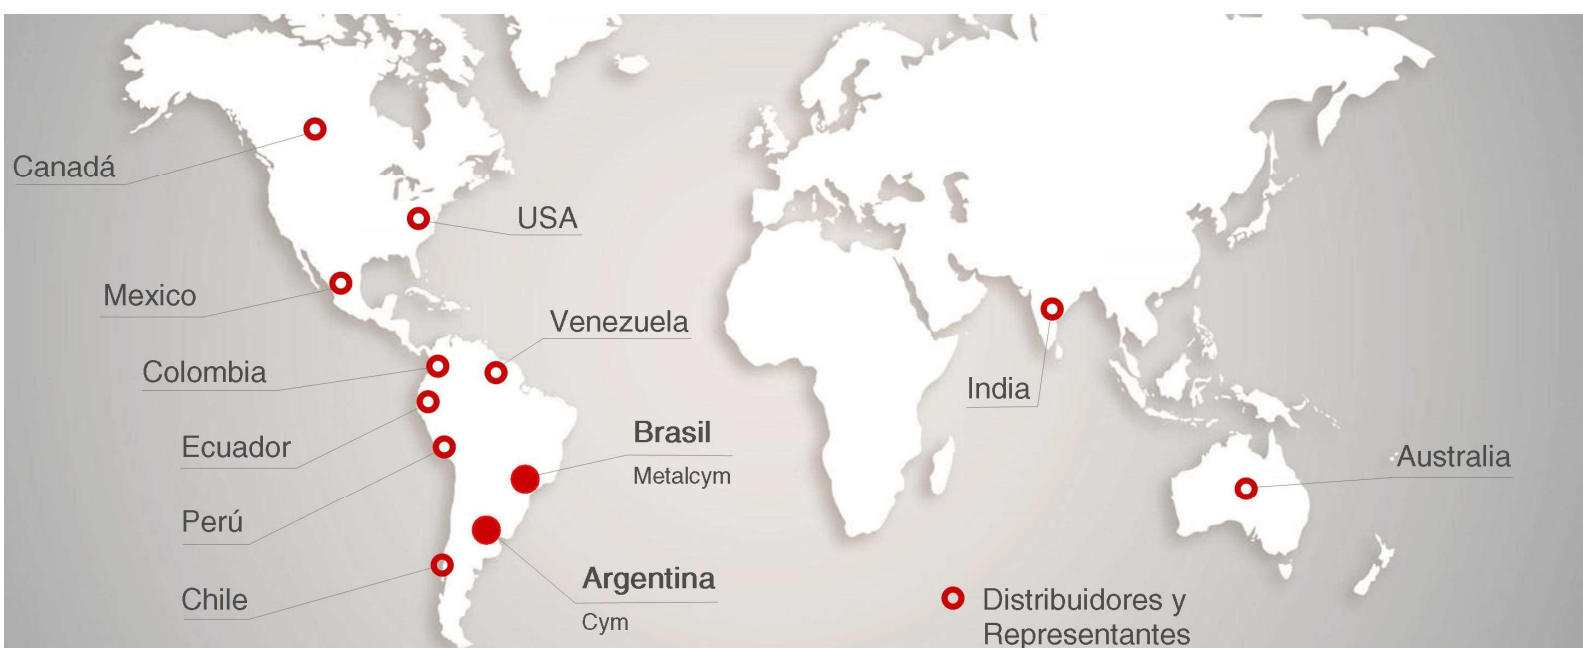 Canadá
USA
Mexico
Venezuela
Colombia
India
Brasil
Metalcym
Ecuador
Australia
Perú
Argentina
Cym
Chile
Distribuidores y
Representantes